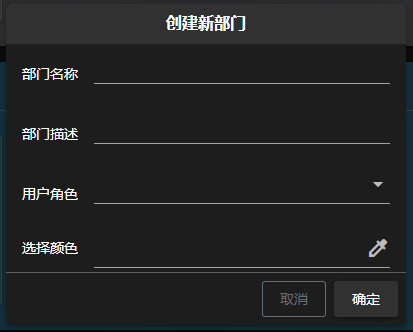 创建新部门
部门名称
部门描述
用户角色
选择颜色
取消 确定